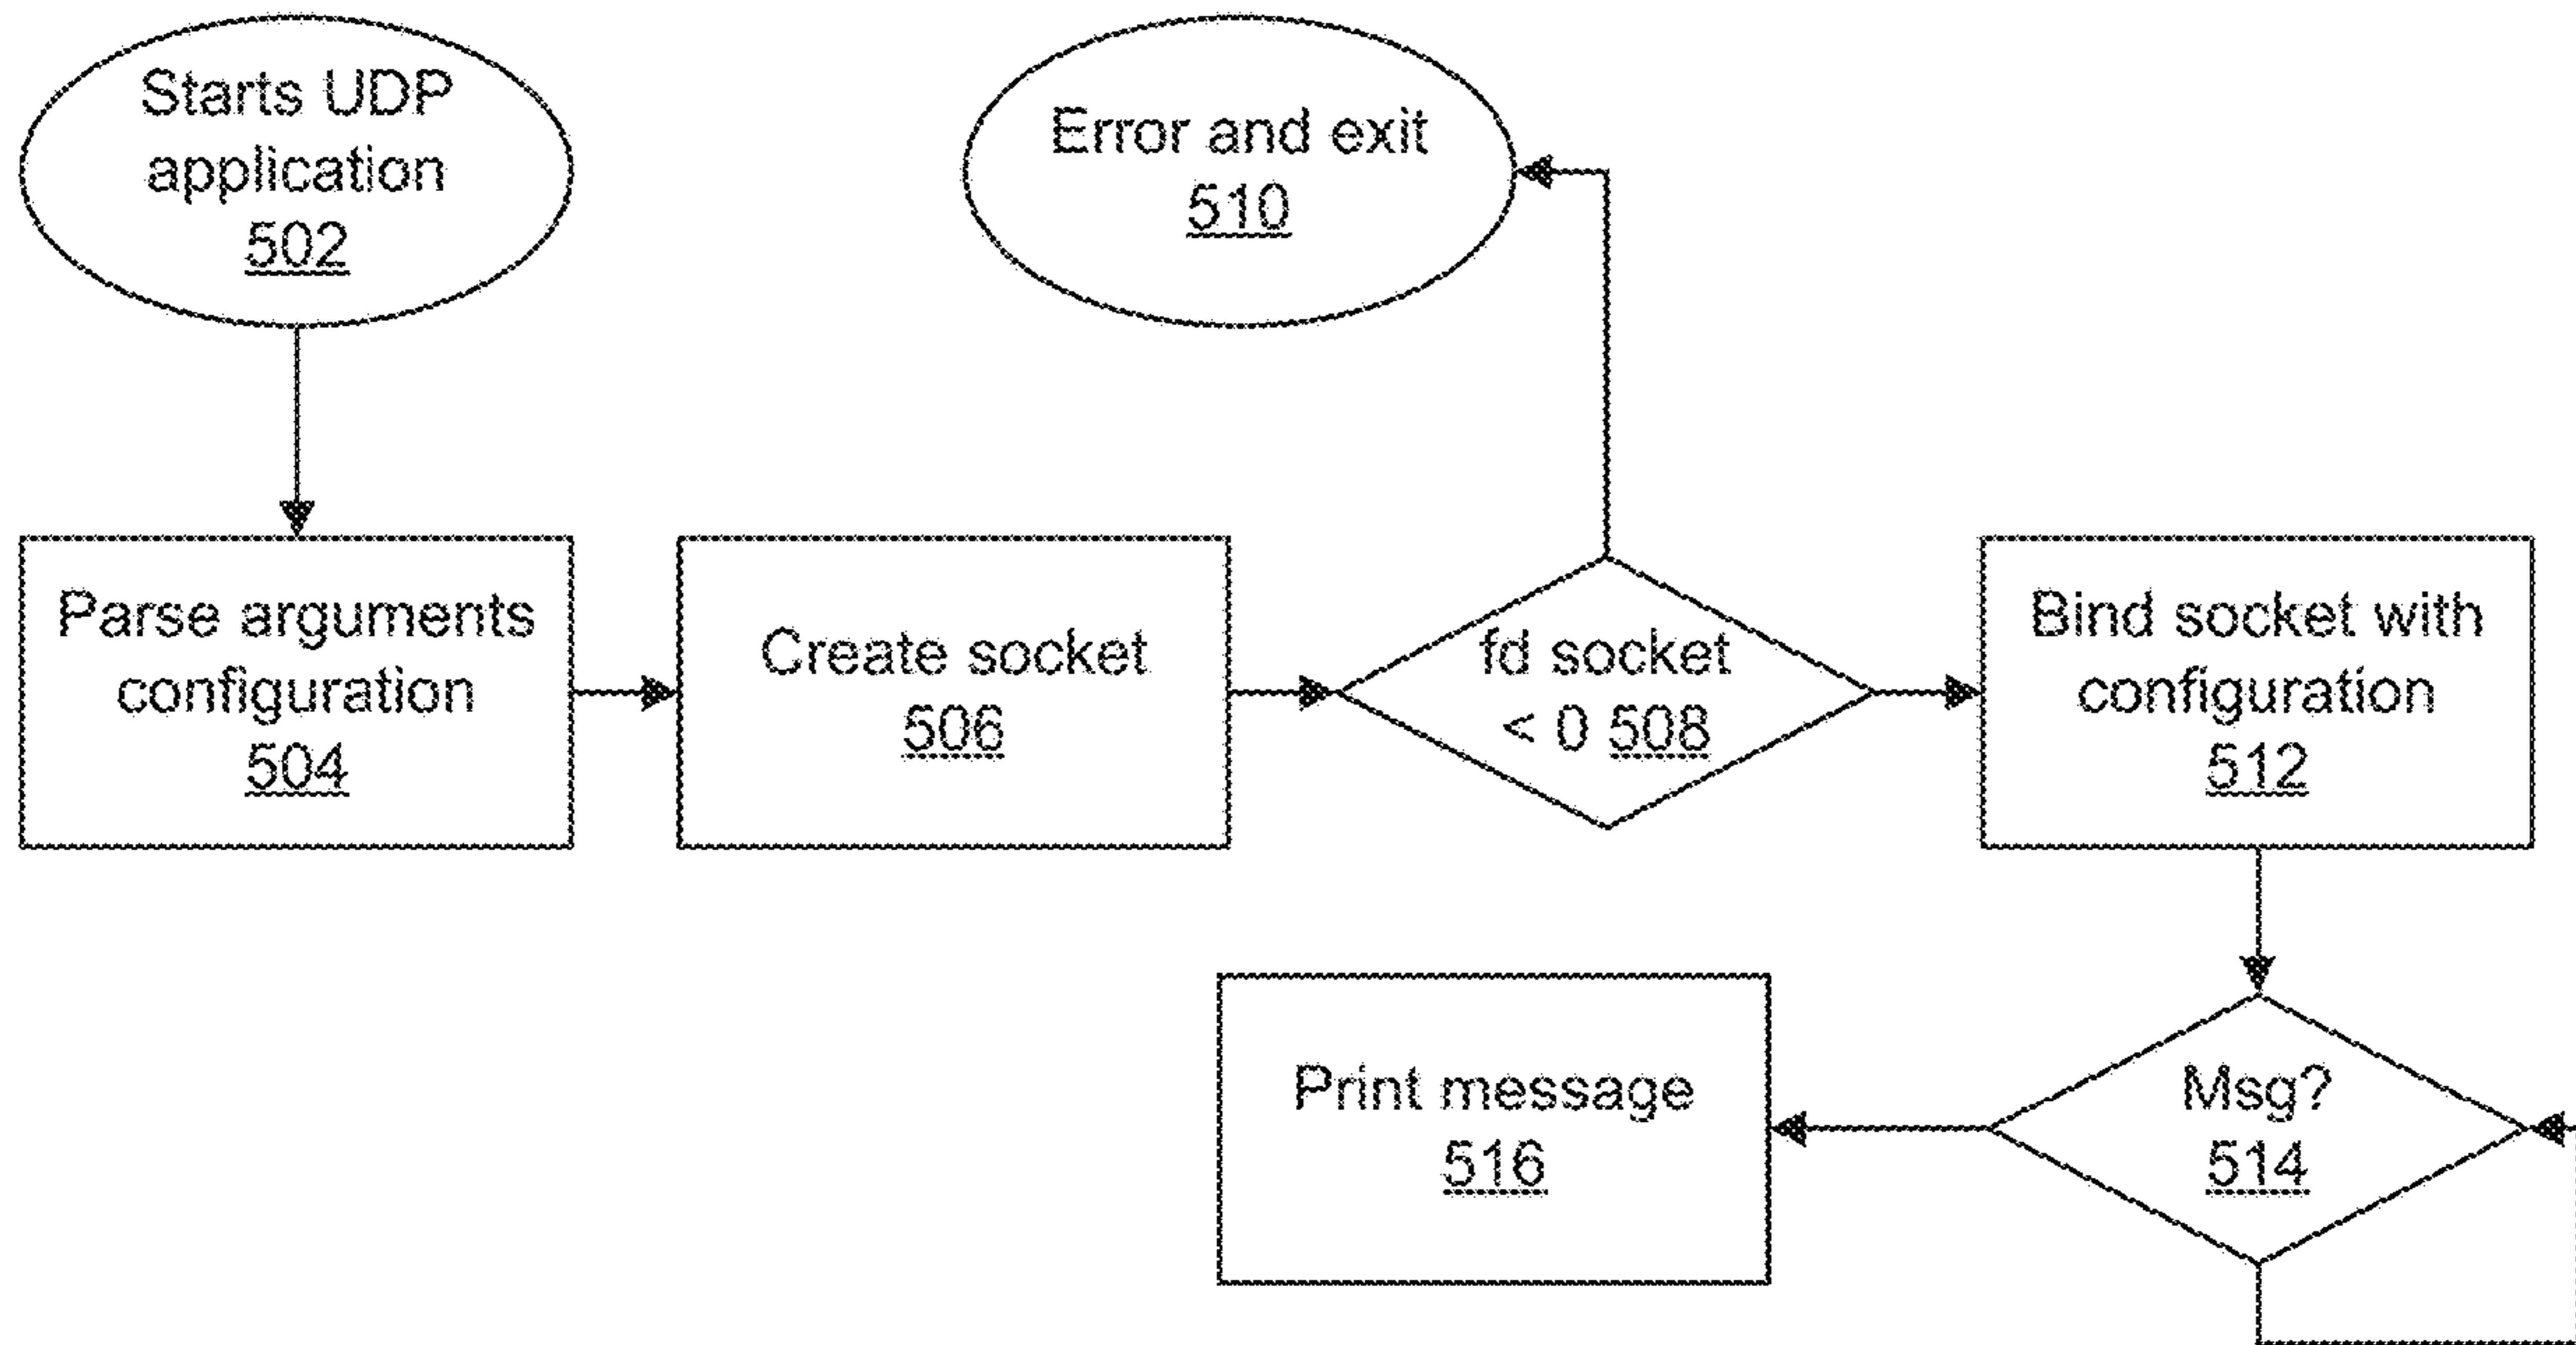 Starts UDP
application
502
Error and exit
510
Parse arguments
configuration
504
Create socket
506
fd socket
< 0 508
Bind socket with
configuration
512
Print message
516
Msg?
514